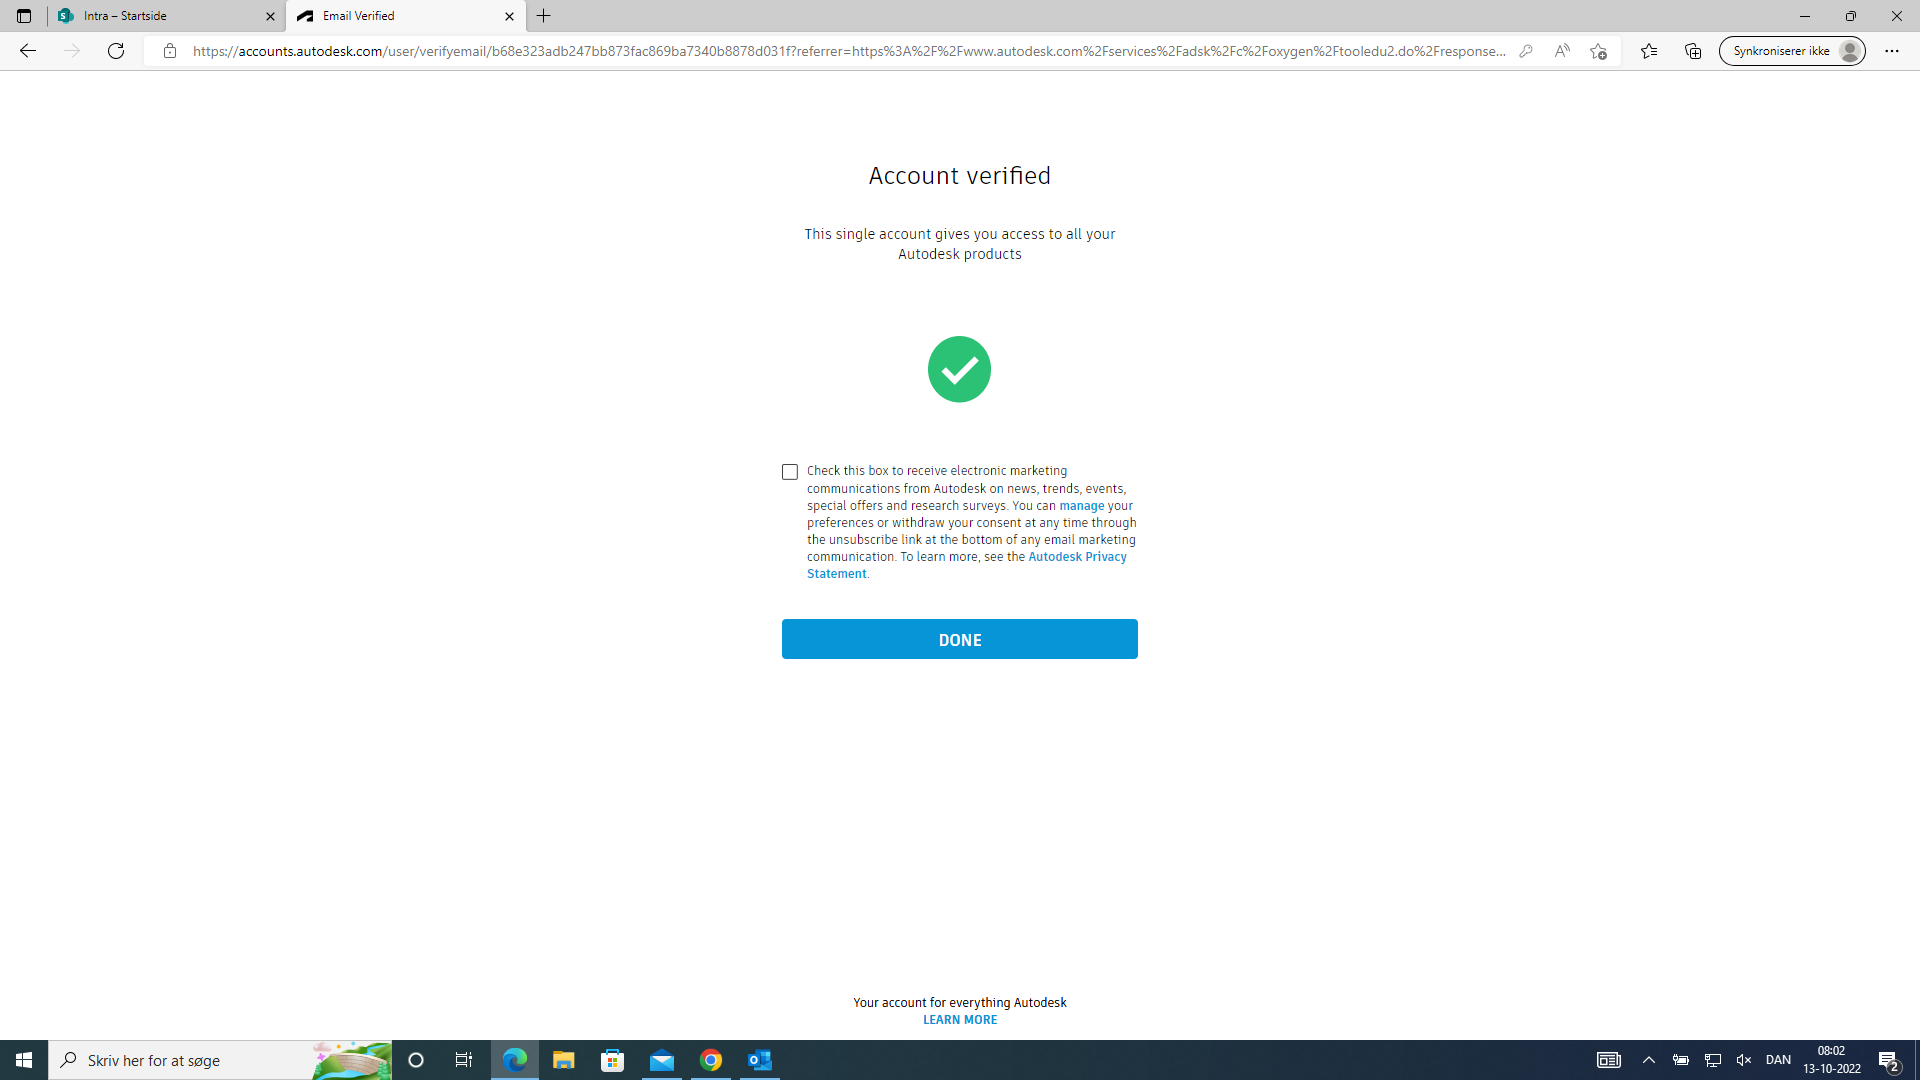 Intra – Startside
Email Verified
https://accounts.autodesk.com/user/verifyemail/b68e323adb247bb873fac869ba7340b8878d031f?referrer=https%3A%2F%2Fwww.autodesk.com%2Fservices%2Fadsk%2Fc%2Foxygen%2Ftooledu2.do%2Fresponse...
Synkroniserer ikke
Account verified
This single account gives you access to all your
Autodesk products
Check this box to receive electronic marketing
communications from Autodesk on news, trends, events,
special offers and research surveys. You can manage your
preferences or withdraw your consent at any time through
the unsubscribe link at the bottom of any email marketing
communication. To learn more, see the Autodesk Privacy
Statement.
DONE
Your account for everything Autodesk
LEARN MORE
Skriv her for at søge
DAN
08:02
13-10-2022
2